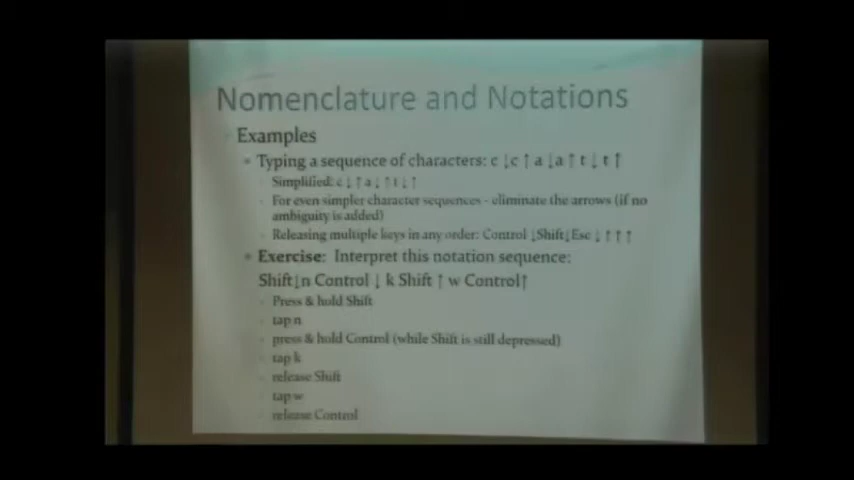 Nomenclature and Notations
Examples
Typing a sequence of characters: c ↓c ↑ a ↓a ↑ t ↓ t ↑
Simplified: c ↓ ↑ a ↓ ↑ t ↓ ↑
For even simpler character sequences - eliminate the arrows (if no
ambiguity is added)
Releasing multiple keys in any order: Control ↓Shift↓Esc ↓ ↑ ↑ ↑
Exercise: Interpret this notation sequence:
Shift↓n Control ↓ k Shift ↑ w Control↑
Press & hold Shift
tap n
press & hold Control (while Shift is still depressed)
tap k
release Shift
tap w
release Control